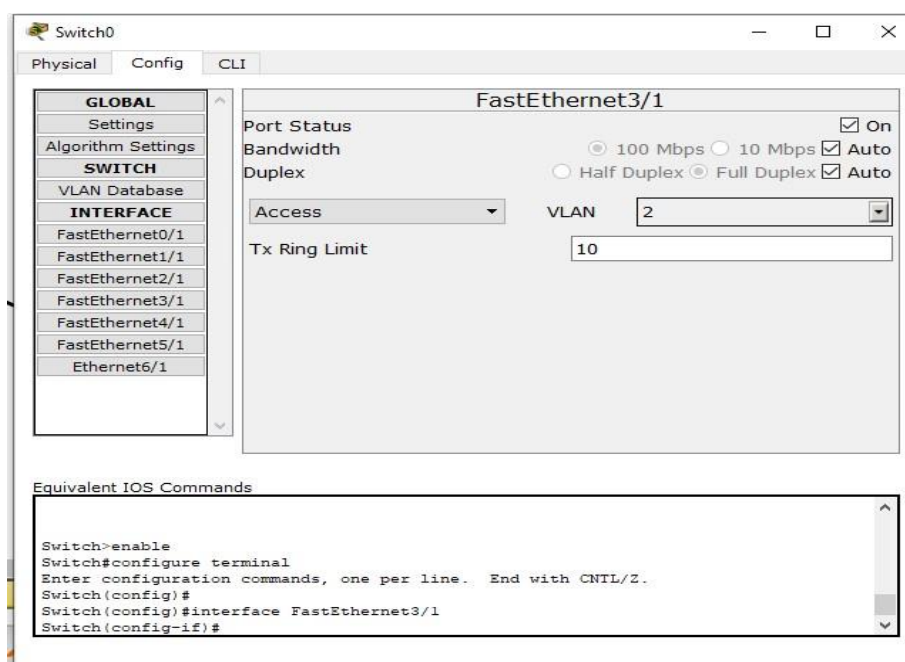 Switch0
Physical Config CLI
GLOBAL
Settings
Algorithm Settings
SWITCH
VLAN Database
INTERFACE
FastEthernet0/1
FastEthernet1/1
FastEthernet2/1
FastEthernet3/1
FastEthernet4/1
FastEthernet5/1
Ethernet6/1
FastEthernet3/1
Port Status On
Bandwidth 100 Mbps 10 Mbps Auto
Duplex Half Duplex Full Duplex Auto
Access VLAN 2
Tx Ring Limit 10
Equivalent IOS Commands
Switch>enable
Switch#configure terminal
Enter configuration commands, one per line. End with CNTL/Z.
Switch(config)#
Switch(config)#interface FastEthernet3/1
Switch(config-if)#